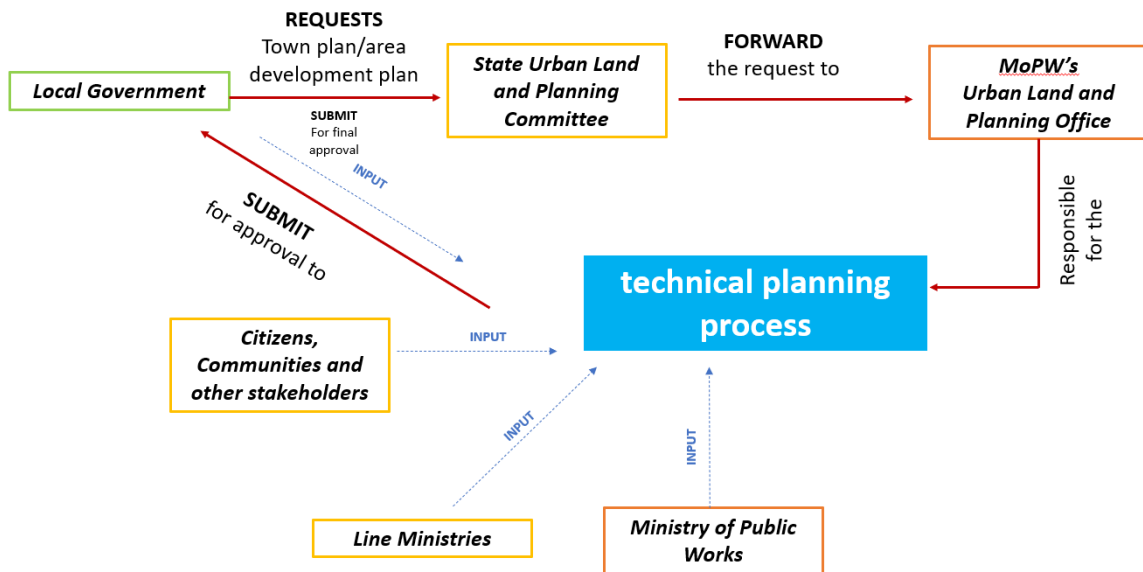 REQUESTS
Town plan/area
development plan
FORWARD
the request to
Local Government
State Urban Land
and Planning
Committee
MoPW's
Urban Land and
Planning Office
SUBMIT
For final
approval
INPUT
SUBMIT
for approval to
Responsible
for the
technical planning
process
Citizens,
Communities and
other stakeholders
INPUT
INPUT
INPUT
Line Ministries
Ministry of Public
Works